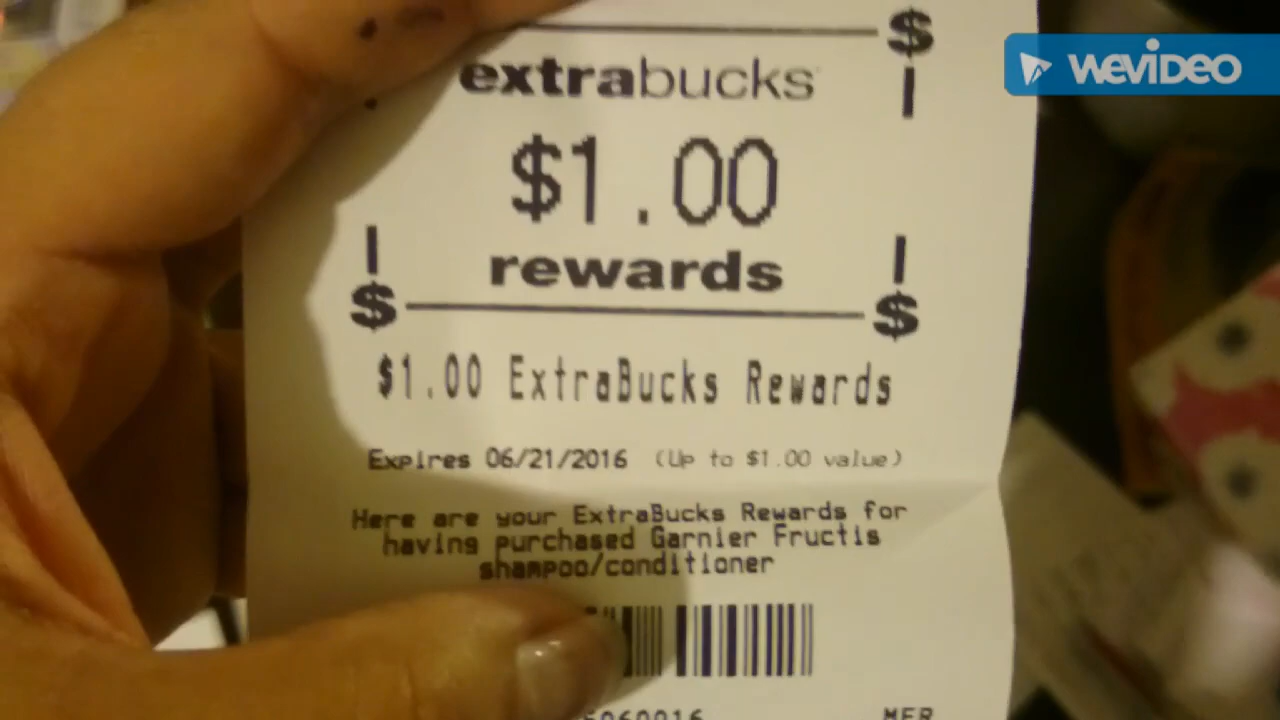 extrabucks
WEVIDEO
$1.00
rewards
$1.00 ExtraBucks Rewards
Expires 06/21/2016 (Up to $1.00 value)
Here are your ExtraBucks Rewards for
having purchased Garnier Fructis
shampoo/conditioner
MFR